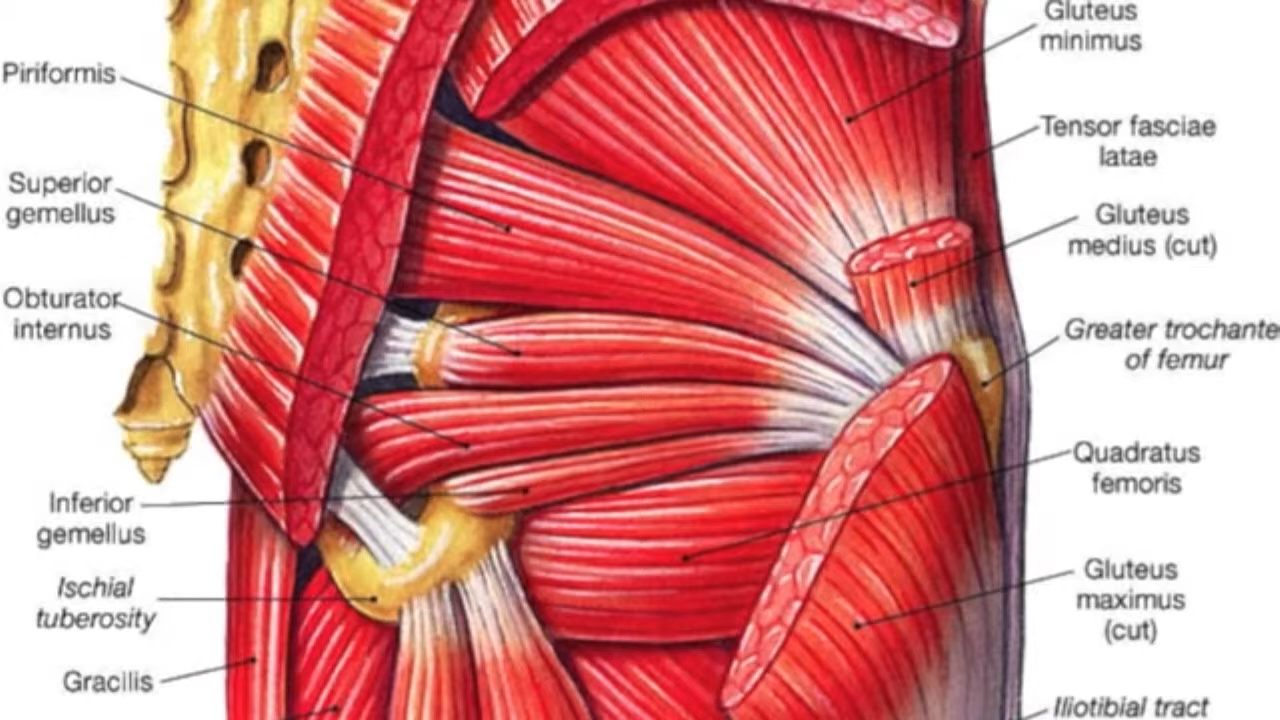 Piriformis
Superior
gemellus
Obturator
internus
Inferior
gemellus
Ischial
tuberosity
Gracilis
Gluteus
minimus
Tensor fasciae
latae
Gluteus
medius (cut)
Greater trochante
of femur
Quadratus
femoris
Gluteus
maximus
(cut)
Iliotibial tract